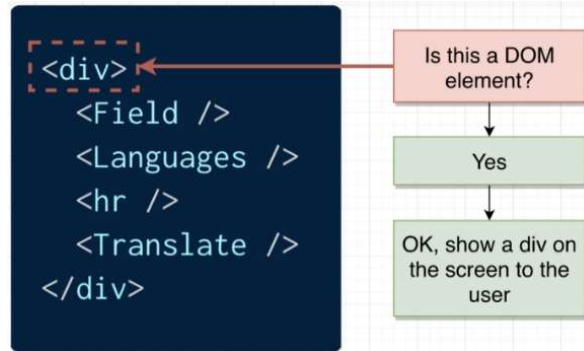 <div>
<Field />
<Languages />
<hr />
<Translate />
</div>
Is this a DOM
element?
Yes
OK, show a div on
the screen to the
user